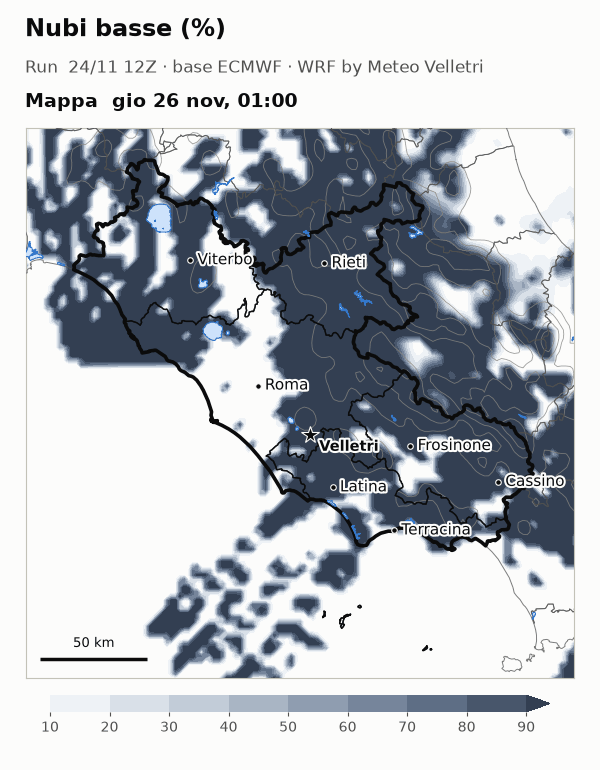 Nubi basse (%)
Run  24/11 12Z · base ECMWF · WRF by Meteo Velletri
Mappa  gio 26 nov, 01:00
Viterbo
Rieti
Roma
Velletri
Frosinone
Cassino
Latina
Terracina
50 km
10 20 30 40 50 60 70 80 90